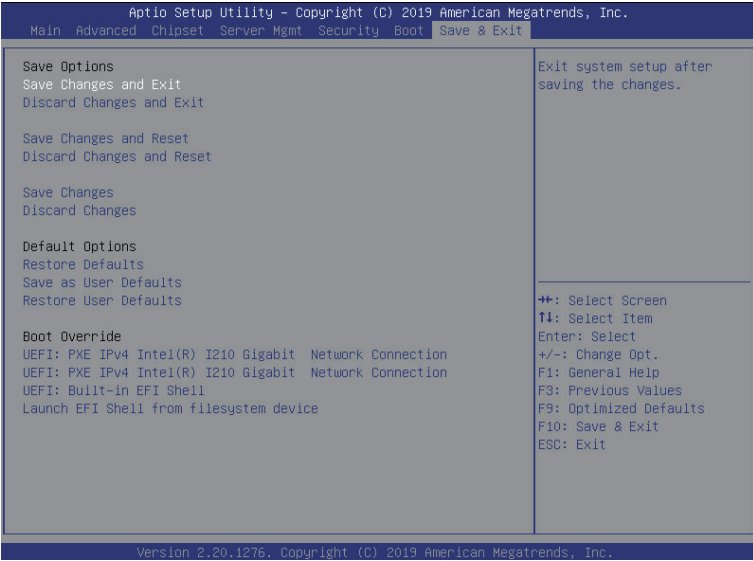 Aptio Setup Utility – Copyright (C) 2019 American Megatrends, Inc.
Main Advanced Chipset Server Mgmt Security Boot Save & Exit
Save Options
Save Changes and Exit
Discard Changes and Exit
Save Changes and Reset
Discard Changes and Reset
Save Changes
Discard Changes
Default Options
Restore Defaults
Save as User Defaults
Restore User Defaults
Boot Override
UEFI: PXE IPv4 Intel(R) I210 Gigabit Network Connection
UEFI: PXE IPv4 Intel(R) I210 Gigabit Network Connection
UEFI: Built-in EFI Shell
Launch EFI Shell from filesystem device
Exit system setup after
saving the changes.
→←: Select Screen
↑↓: Select Item
Enter: Select
+/-: Change Opt.
F1: General Help
F3: Previous Values
F9: Optimized Defaults
F10: Save & Exit
ESC: Exit
Version 2.20.1276. Copyright (C) 2019 American Megatrends, Inc.